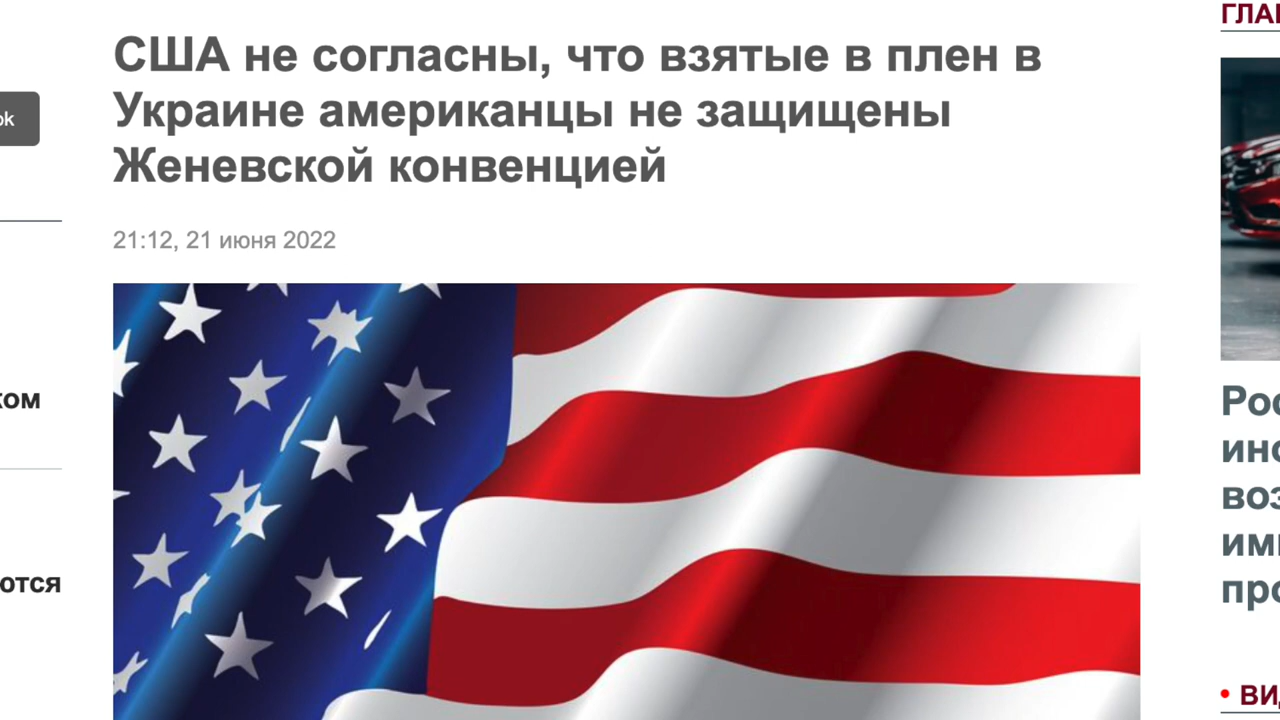 США не согласны, что взятые в плен в
Украине американцы не защищены
Женевской конвенцией
21:12, 21 июня 2022